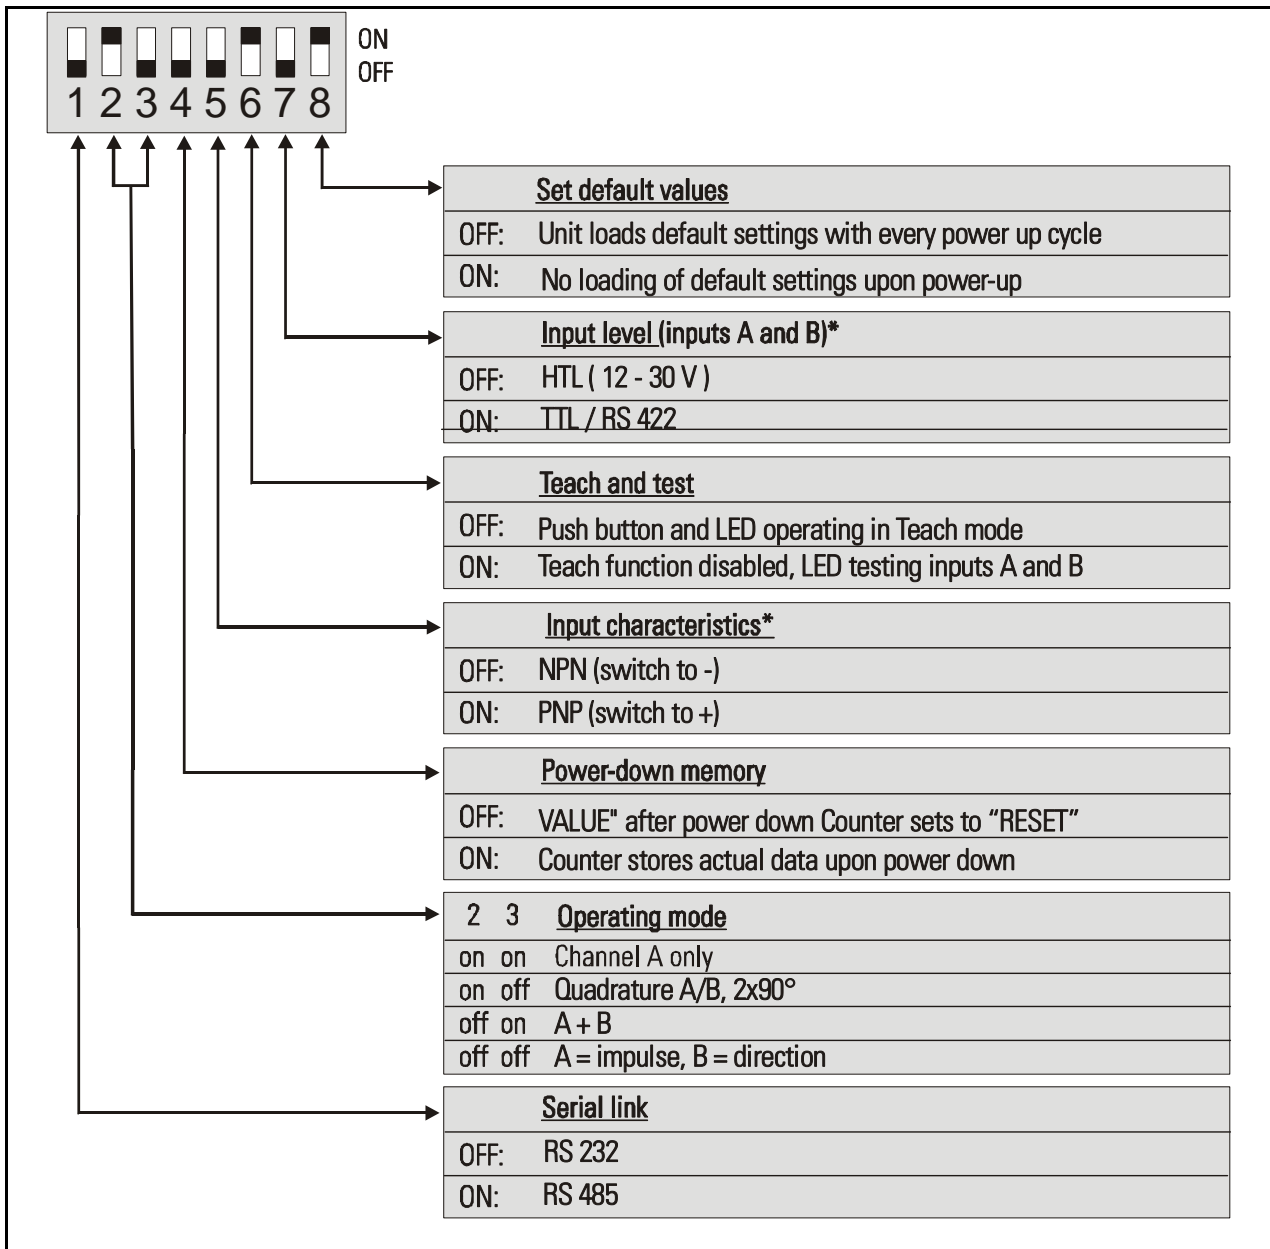 ON
OFF
1 2 3 4 5 6 7 8
Set default values
OFF: Unit loads default settings with every power up cycle
ON: No loading of default settings upon power-up
Input level (inputs A and B)*
OFF: HTL ( 12 - 30 V )
ON: TTL / RS 422
Teach and test
OFF: Push button and LED operating in Teach mode
ON: Teach function disabled, LED testing inputs A and B
Input characteristics*
OFF: NPN (switch to -)
ON: PNP (switch to +)
Power-down memory
OFF: VALUE" after power down Counter sets to “RESET”
ON: Counter stores actual data upon power down
2 3 Operating mode
on on Channel A only
on off Quadrature A/B, 2x90°
off on A + B
off off A = impulse, B = direction
Serial link
OFF: RS 232
ON: RS 485